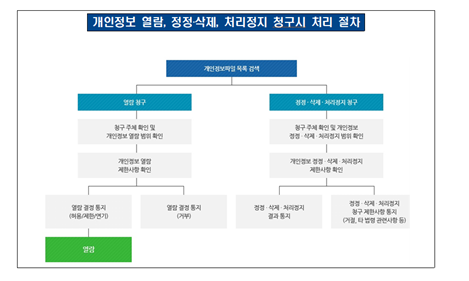 개인정보 열람, 정정·삭제, 처리정지 청구시 처리 절차
개인정보파일 목록 검색
열람 청구
정정 · 삭제 · 처리정지 청구
청구 주체 확인 및
개인정보 열람 범위 확인
청구 주체 확인 및 개인정보
정정 · 삭제 · 처리정지 범위 확인
개인정보 열람
제한사항 확인
개인정보 정정 · 삭제 · 처리정지
제한사항 확인
열람 결정 통지
(허용/제한/연기)
열람 결정 통지
(거부)
정정 · 삭제 · 처리정지
결과 통지
정정 · 삭제 · 처리정지
청구 제한사항 통지
(거절, 타 법령 관련사항 등)
열람